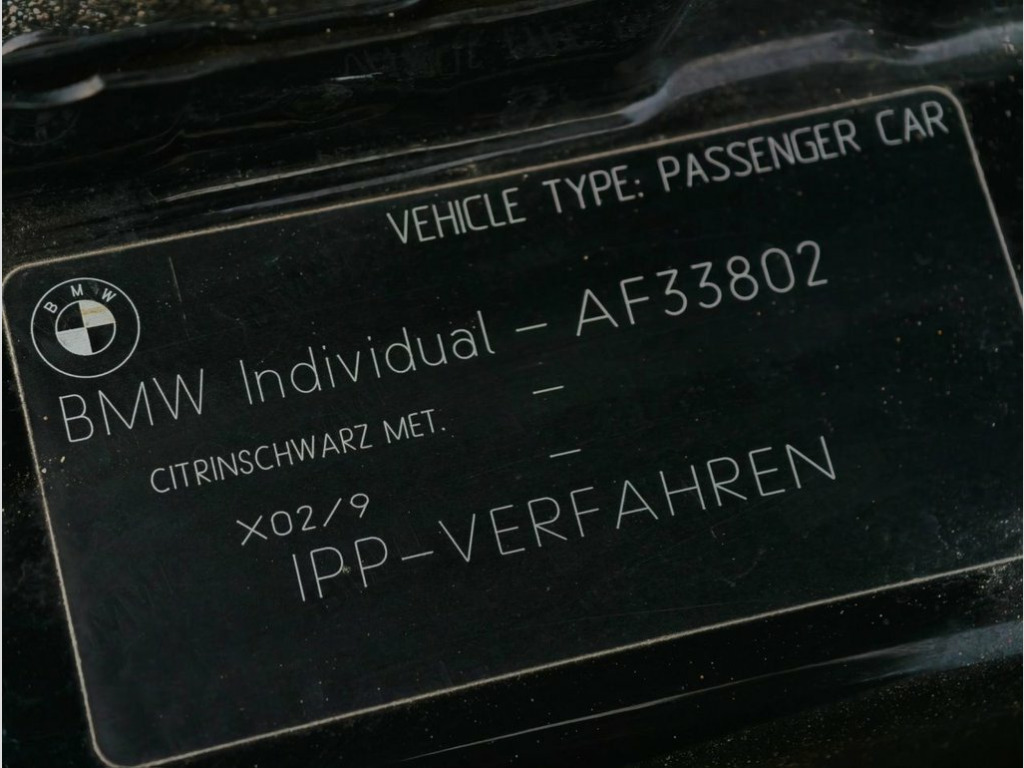 VEHICLE TYPE: PASSENGER CAR
BMW
BMW Individual - AF33802
CITRINSCHWARZ MET. -
X02/9 -
IPP-VERFAHREN